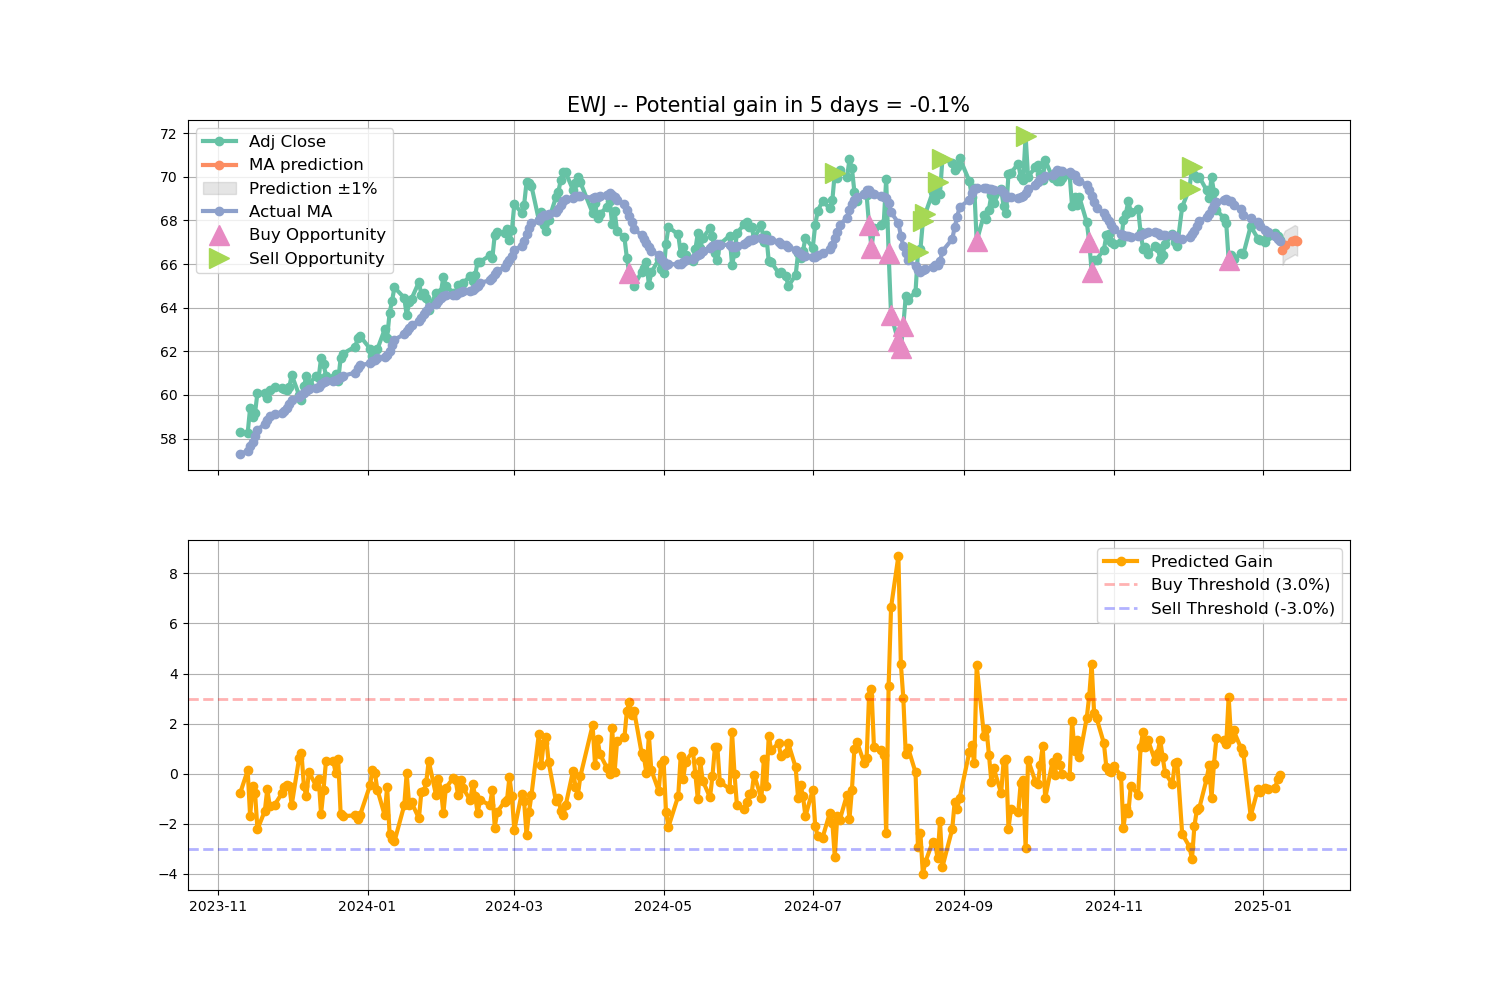 EWJ -- Potential gain in 5 days = -0.1%
72
70
68
66
64
62
60
58
Adj Close
MA prediction
Prediction ±1%
Actual MA
Buy Opportunity
Sell Opportunity
8
6
4
2
0
−2
−4
Predicted Gain
Buy Threshold (3.0%)
Sell Threshold (-3.0%)
2023-11 2024-01 2024-03 2024-05 2024-07 2024-09 2024-11 2025-01